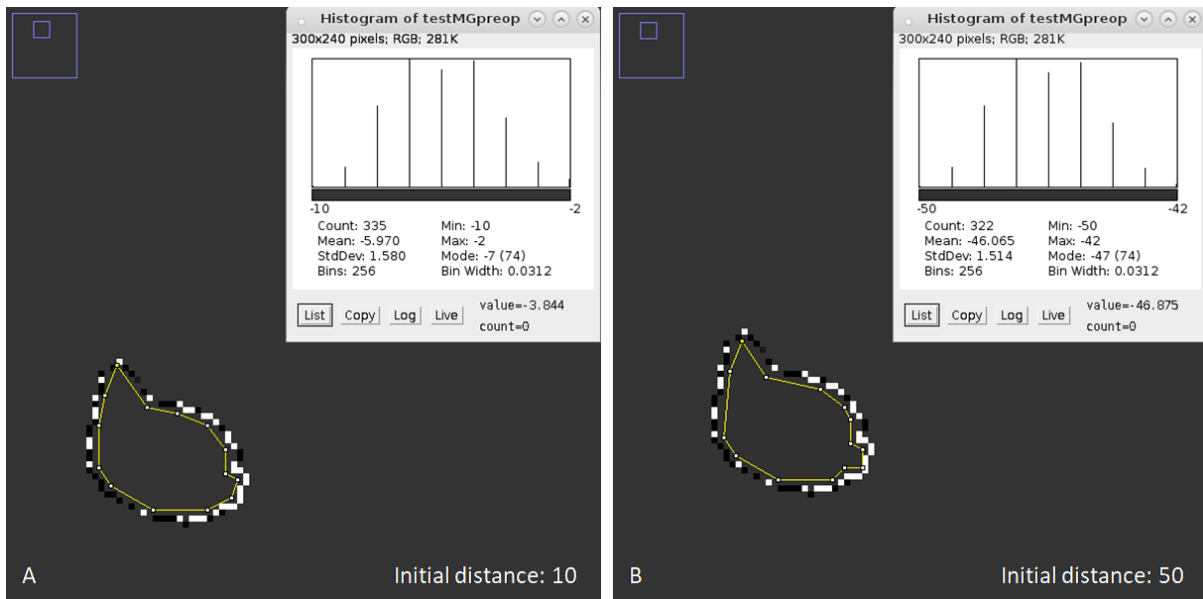 Histogram of testMGpreop
300x240 pixels; RGB; 281K
-10 -2
Count: 335 Min: -10
Mean: -5.970 Max: -2
StdDev: 1.580 Mode: -7 (74)
Bins: 256 Bin Width: 0.0312
List Copy Log Live value=-3.844
count=0
A Initial distance: 10
Histogram of testMGpreop
300x240 pixels; RGB; 281K
-50 -42
Count: 322 Min: -50
Mean: -46.065 Max: -42
StdDev: 1.514 Mode: -47 (74)
Bins: 256 Bin Width: 0.0312
List Copy Log Live value=-46.875
count=0
B Initial distance: 50